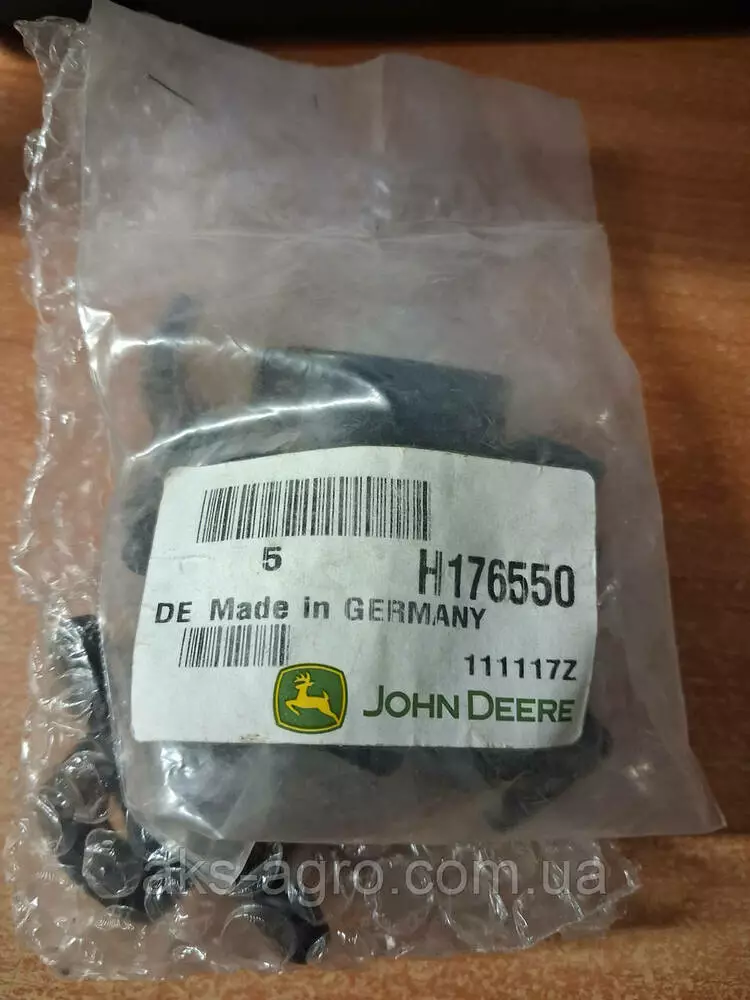 5
H176550
DE Made in GERMANY
111117Z
JOHN DEERE
aks-agro.com.ua